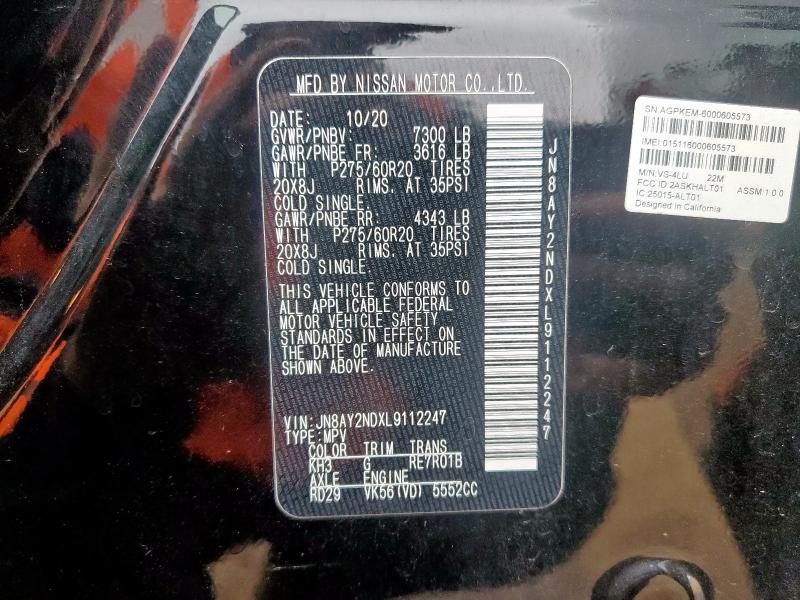 MFD BY NISSAN MOTOR CO.,LTD.
DATE: 10/20
GVWR/PNBV: 7300 LB
GAWR/PNBE FR: 3616 LB
WITH P275/60R20 TIRES
20X8J RIMS. AT 35PSI
COLD SINGLE.
GAWR/PNBE RR: 4343 LB
WITH P275/60R20 TIRES
20X8J RIMS. AT 35PSI
COLD SINGLE.
THIS VEHICLE CONFORMS TO
ALL APPLICABLE FEDERAL
MOTOR VEHICLE SAFETY
STANDARDS IN EFFECT ON
THE DATE OF MANUFACTURE
SHOWN ABOVE.
VIN: JN8AY2NDXL9112247
TYPE: MPV
COLOR TRIM TRANS
KH3 G RE7R01B
AXLE ENGINE
RD29 VK56(VD) 5552CC
JN8AY2NDXL9112247
SN:AGPKEM-6000605573
IMEI:015116000605573
M/N:VS-4LU 22M
FCC ID:2ASKHALT01 ASSM:1.0.0
IC:25015-ALT01
Designed in California